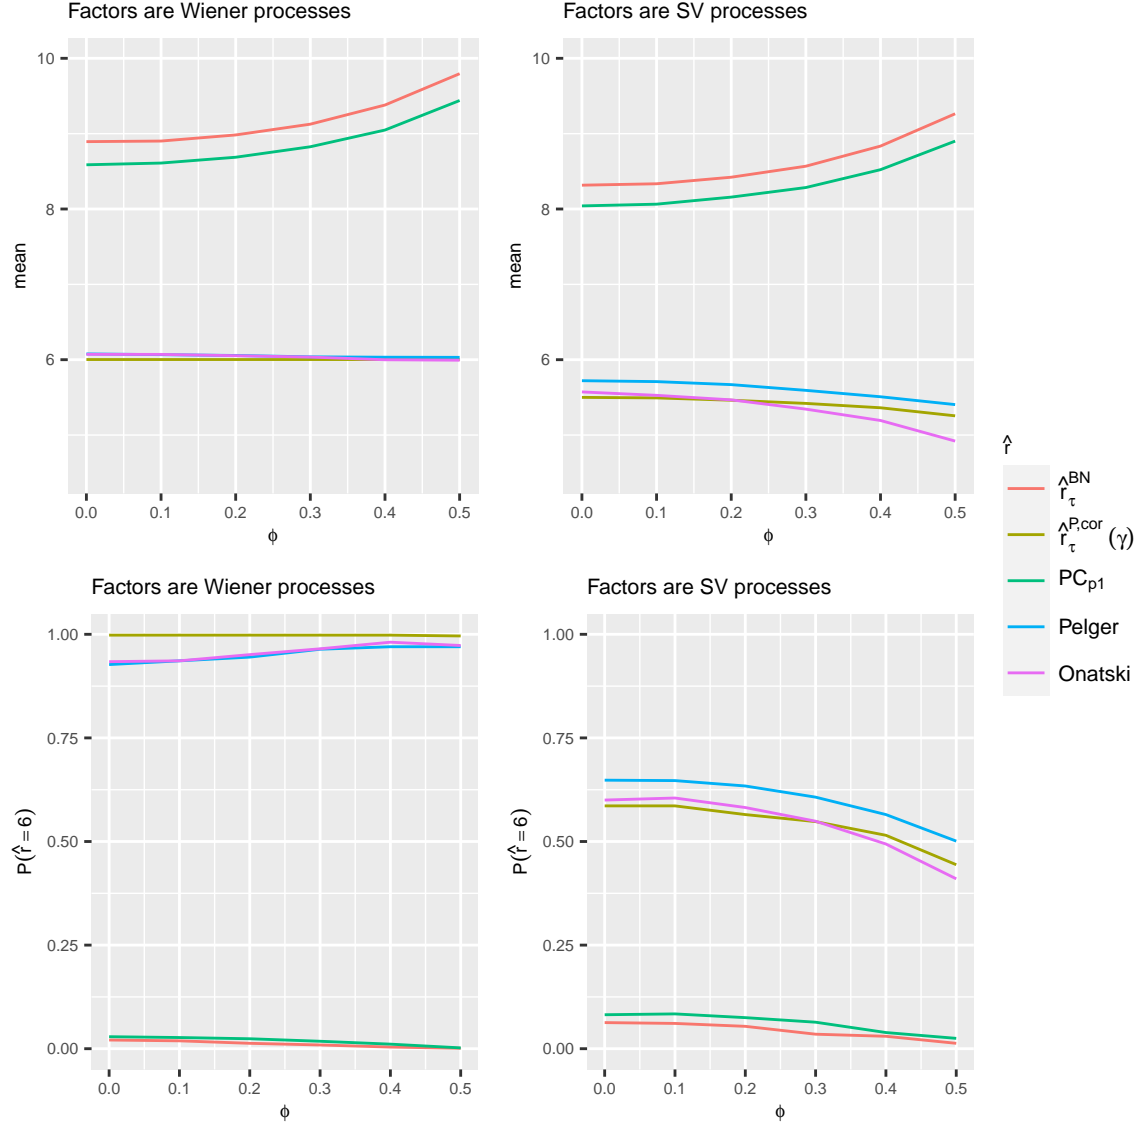 Factors are Wiener processes
10
8
6
mean
0.0 0.1 0.2 0.3 0.4 0.5
ϕ
Factors are SV processes
10
8
6
mean
0.0 0.1 0.2 0.3 0.4 0.5
ϕ
r̂
r̂_τ^BN
r̂_τ^P,cor (γ)
PC_p1
Pelger
Onatski
Factors are Wiener processes
1.00
0.75
0.50
0.25
0.00
P(r̂ = 6)
0.0 0.1 0.2 0.3 0.4 0.5
ϕ
Factors are SV processes
1.00
0.75
0.50
0.25
0.00
P(r̂ = 6)
0.0 0.1 0.2 0.3 0.4 0.5
ϕ